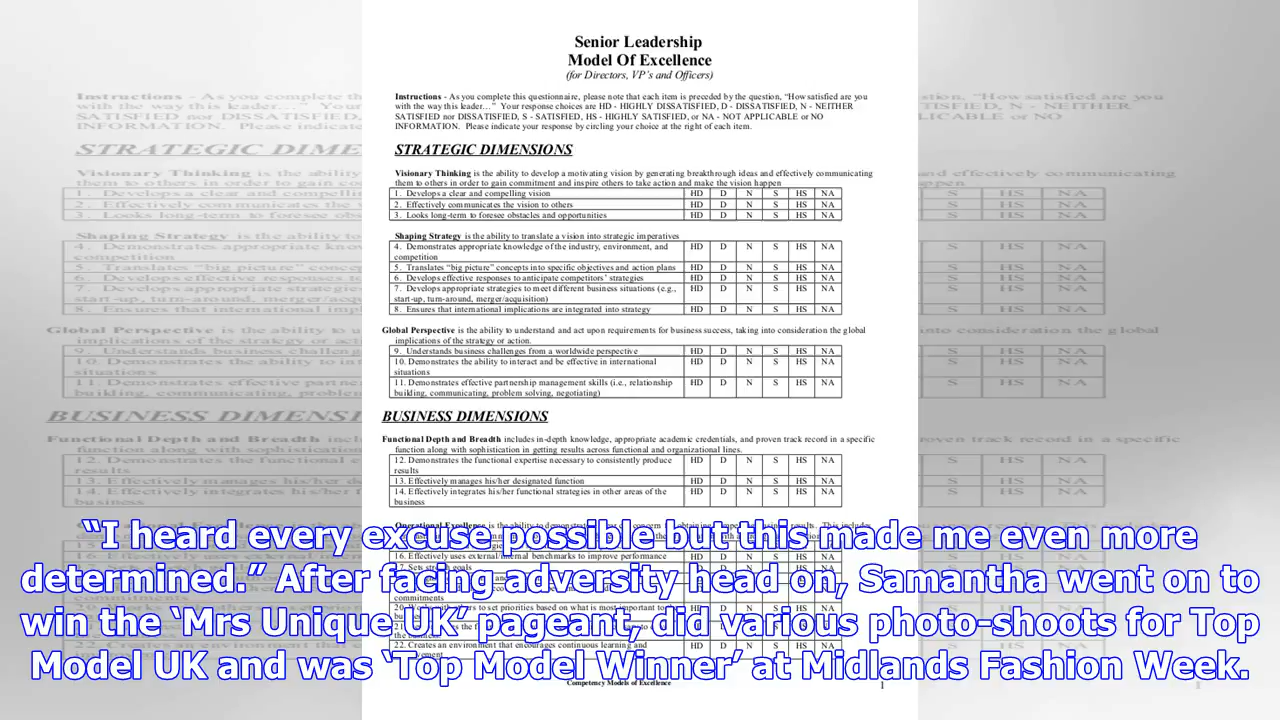 Senior Leadership
Model Of Excellence
(for Directors, VP's and Officers)
Instructions - As you complete this questionnaire, please note that each item is preceded by the question, "How satisfied are you
with the way this leader…" Your response choices are HD - HIGHLY DISSATISFIED, D - DISSATISFIED, N - NEITHER
SATISFIED nor DISSATISFIED, S - SATISFIED, HS - HIGHLY SATISFIED, or NA - NOT APPLICABLE or NO
INFORMATION. Please indicate your response by circling your choice at the right of each item.
STRATEGIC DIMENSIONS
Visionary Thinking is the ability to develop a motivating vision by generating breakthrough ideas and effectively communicating
them to others in order to gain commitment and inspire others to take action and make the vision happen
1. Develops a clear and compelling vision HD D N S HS NA
2. Effectively communicates the vision to others HD D N S HS NA
3. Looks long-term to foresee obstacles and opportunities HD D N S HS NA
Shaping Strategy is the ability to translate a vision into strategic imperatives
4. Demonstrates appropriate knowledge of the industry, environment, and HD D N S HS NA
competition
5. Translates "big picture" concepts into specific objectives and action plans HD D N S HS NA
6. Develops effective responses to anticipate competitors' strategies HD D N S HS NA
7. Develops appropriate strategies to meet different business situations (e.g., HD D N S HS NA
start-up, turn-around, merger/acquisition)
8. Ensures that international implications are integrated into strategy HD D N S HS NA
Global Perspective is the ability to understand and act upon requirements for business success, taking into consideration the global
implications of the strategy or action.
9. Understands business challenges from a worldwide perspective HD D N S HS NA
10. Demonstrates the ability to interact and be effective in international HD D N S HS NA
situations
11. Demonstrates effective partnership management skills (i.e., relationship HD D N S HS NA
building, communicating, problem solving, negotiating)
BUSINESS DIMENSIONS
Functional Depth and Breadth includes in-depth knowledge, appropriate academic credentials, and proven track record in a specific
function along with sophistication in getting results across functional and organizational lines.
12. Demonstrates the functional expertise necessary to consistently produce HD D N S HS NA
results
13. Effectively manages his/her designated function HD D N S HS NA
14. Effectively integrates his/her functional strategies in other areas of the HD D N S HS NA
business
"I heard every excuse possible but this made me even more
determined." After facing adversity head on, Samantha went on to
win the 'Mrs Unique UK' pageant, did various photo-shoots for Top
Model UK and was 'Top Model Winner' at Midlands Fashion Week.
16. Effectively uses external/internal benchmarks to improve performance
commitments
22. Creates an environment that encourages continuous learning and
Competency Models of Excellence 1